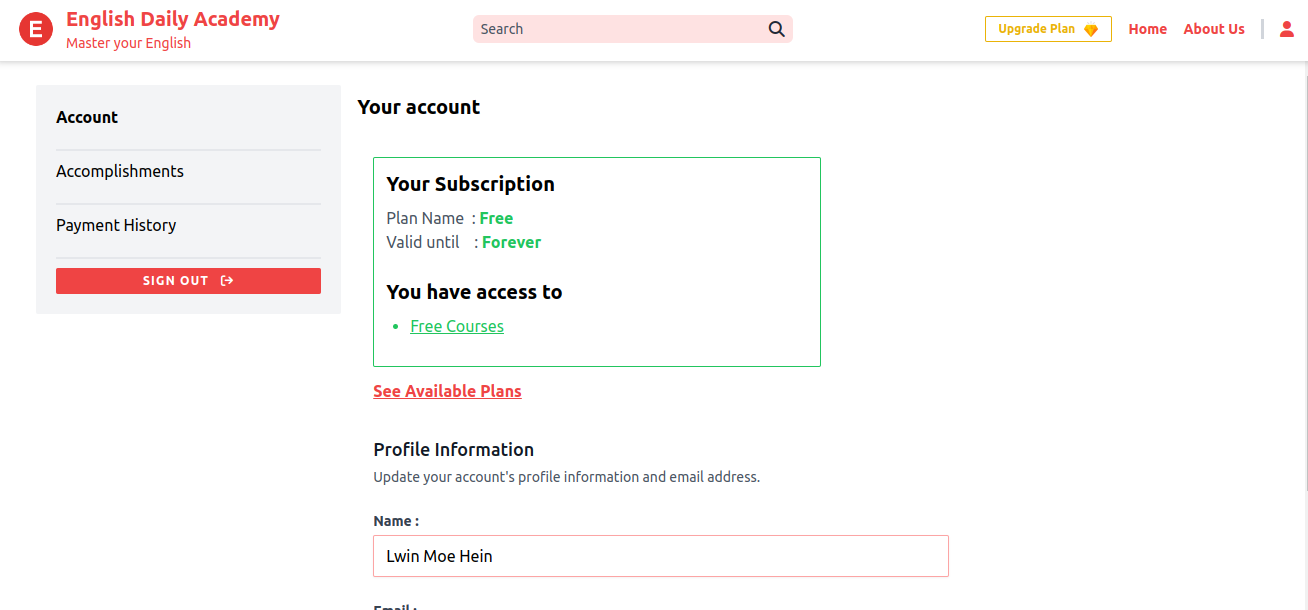 E
English Daily Academy
Master your English
Search
Upgrade Plan
Home
About Us
Account
Accomplishments
Payment History
SIGN OUT
Your account
Your Subscription
Plan Name : Free
Valid until : Forever
You have access to
Free Courses
See Available Plans
Profile Information
Update your account's profile information and email address.
Name :
Lwin Moe Hein
Email :